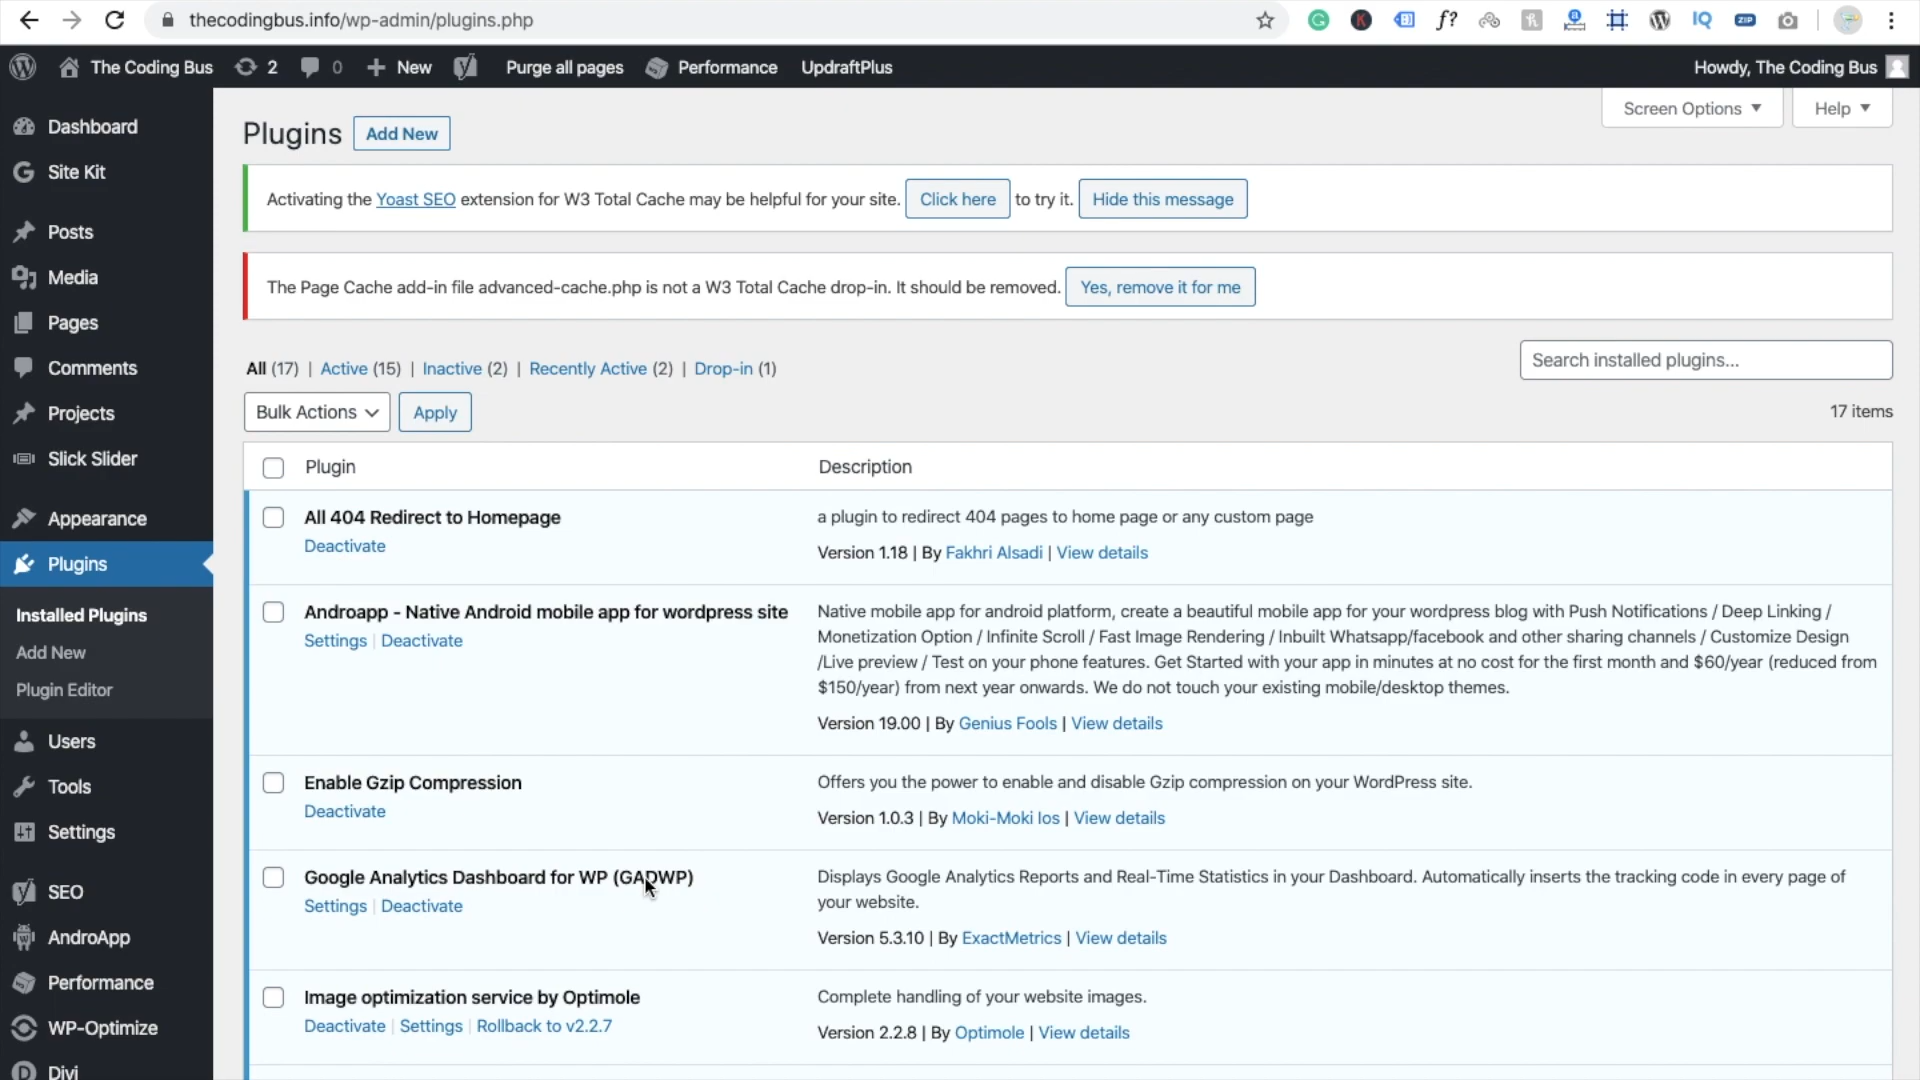 thecodingbus.info/wp-admin/plugins.php
f?
IQ
ZIP
The Coding Bus 2 0 New Purge all pages Performance UpdraftPlus Howdy, The Coding Bus
Screen Options Help
Dashboard
Site Kit
Posts
Media
Pages
Comments
Projects
Slick Slider
Appearance
Plugins
Installed Plugins
Add New
Plugin Editor
Users
Tools
Settings
SEO
AndroApp
Performance
WP-Optimize
Divi
Plugins Add New
Activating the Yoast SEO extension for W3 Total Cache may be helpful for your site. Click here to try it. Hide this message
The Page Cache add-in file advanced-cache.php is not a W3 Total Cache drop-in. It should be removed. Yes, remove it for me
All (17) | Active (15) | Inactive (2) | Recently Active (2) | Drop-in (1)
Search installed plugins...
Bulk Actions Apply
17 items
Plugin Description
All 404 Redirect to Homepage
Deactivate
a plugin to redirect 404 pages to home page or any custom page
Version 1.18 | By Fakhri Alsadi | View details
Androapp - Native Android mobile app for wordpress site
Settings | Deactivate
Native mobile app for android platform, create a beautiful mobile app for your wordpress blog with Push Notifications / Deep Linking /
Monetization Option / Infinite Scroll / Fast Image Rendering / Inbuilt Whatsapp/facebook and other sharing channels / Customize Design
/Live preview / Test on your phone features. Get Started with your app in minutes at no cost for the first month and $60/year (reduced from
$150/year) from next year onwards. We do not touch your existing mobile/desktop themes.
Version 19.00 | By Genius Fools | View details
Enable Gzip Compression
Deactivate
Offers you the power to enable and disable Gzip compression on your WordPress site.
Version 1.0.3 | By Moki-Moki Ios | View details
Google Analytics Dashboard for WP (GADWP)
Settings | Deactivate
Displays Google Analytics Reports and Real-Time Statistics in your Dashboard. Automatically inserts the tracking code in every page of
your website.
Version 5.3.10 | By ExactMetrics | View details
Image optimization service by Optimole
Deactivate | Settings | Rollback to v2.2.7
Complete handling of your website images.
Version 2.2.8 | By Optimole | View details